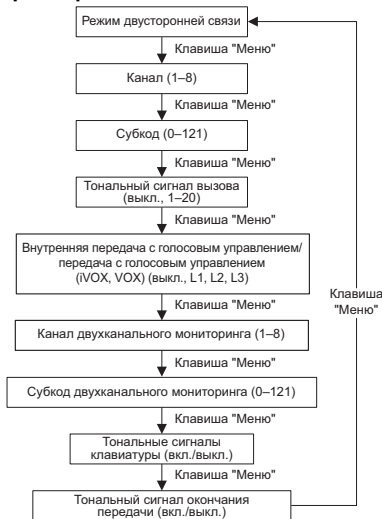 Режим двусторонней связи
Клавиша "Меню"
Канал (1–8)
Клавиша "Меню"
Субкод (0–121)
Клавиша "Меню"
Тональный сигнал вызова
(выкл., 1–20)
Клавиша "Меню"
Внутренняя передача с голосовым управлением/
передача с голосовым управлением
(iVOX, VOX) (выкл., L1, L2, L3)
Клавиша "Меню"
Канал двухканального мониторинга (1–8)
Клавиша "Меню"
Субкод двухканального мониторинга (0–121)
Клавиша "Меню"
Тональные сигналы
клавиатуры (вкл./выкл.)
Клавиша "Меню"
Тональный сигнал окончания
передачи (вкл./выкл.)
Клавиша
"Меню"